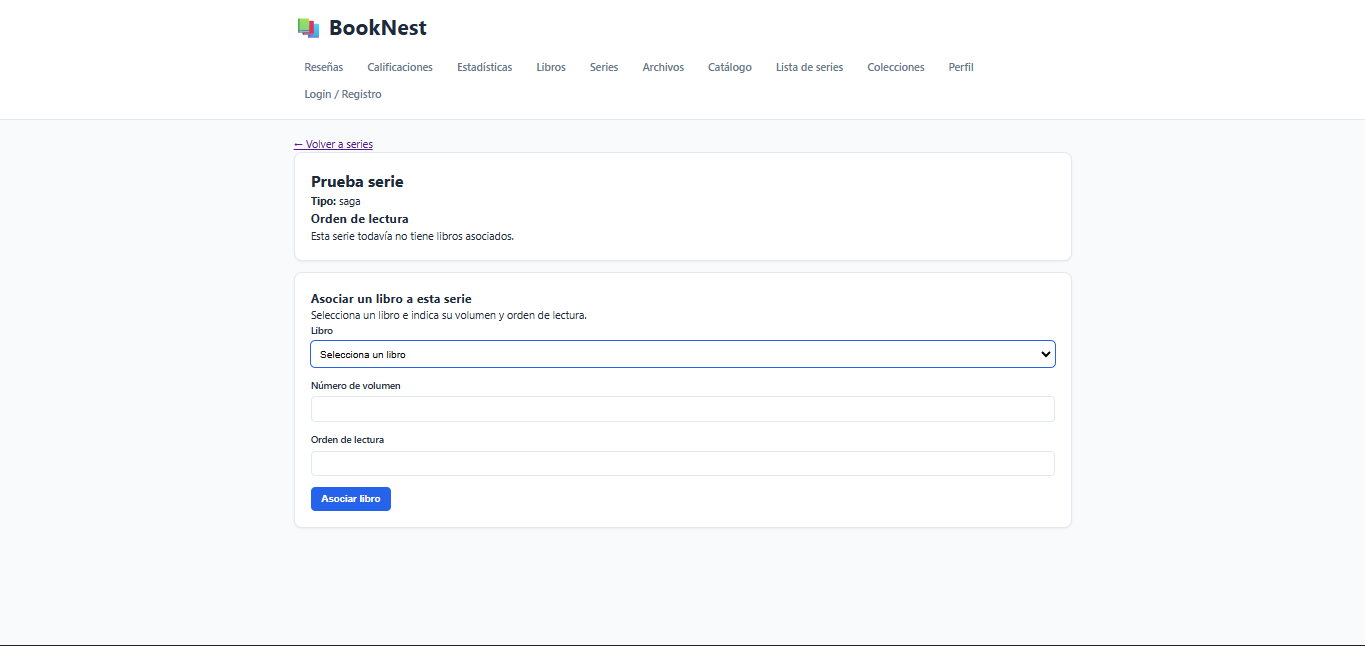 BookNest
Reseñas Calificaciones Estadísticas Libros Series Archivos Catálogo Lista de series Colecciones Perfil
Login / Registro
← Volver a series
Prueba serie
Tipo: saga
Orden de lectura
Esta serie todavía no tiene libros asociados.
Asociar un libro a esta serie
Selecciona un libro e indica su volumen y orden de lectura.
Libro
Selecciona un libro
Número de volumen
Orden de lectura
Asociar libro